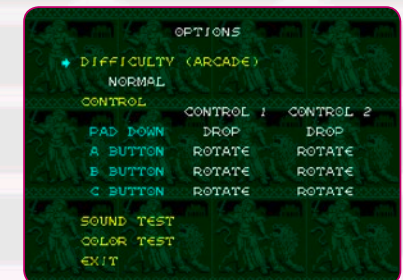 OPTIONS
DIFFICULTY (ARCADE)
NORMAL
CONTROL
CONTROL 1 CONTROL 2
PAD DOWN DROP DROP
A BUTTON ROTATE ROTATE
B BUTTON ROTATE ROTATE
C BUTTON ROTATE ROTATE
SOUND TEST
COLOR TEST
EXIT